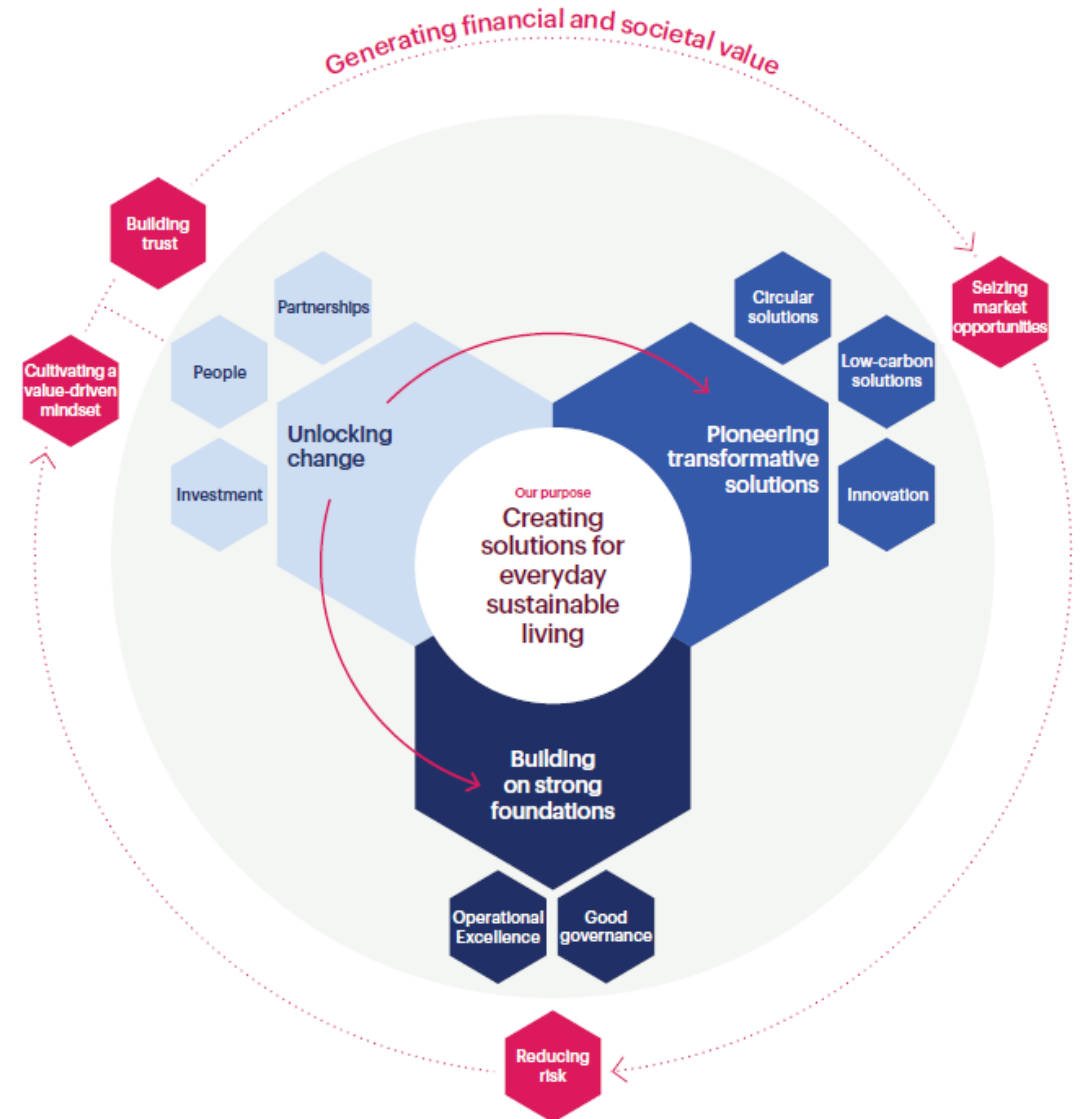 Generating financial and societal value
Building
trust
Cultivating a
value-driven
mindset
Partnerships
People
Investment
Unlocking
change
Our purpose
Creating
solutions for
everyday
sustainable
living
Pioneering
transformative
solutions
Circular
solutions
Low-carbon
solutions
Innovation
Seizing
market
opportunities
Building
on strong
foundations
Operational
Excellence
Good
governance
Reducing
risk